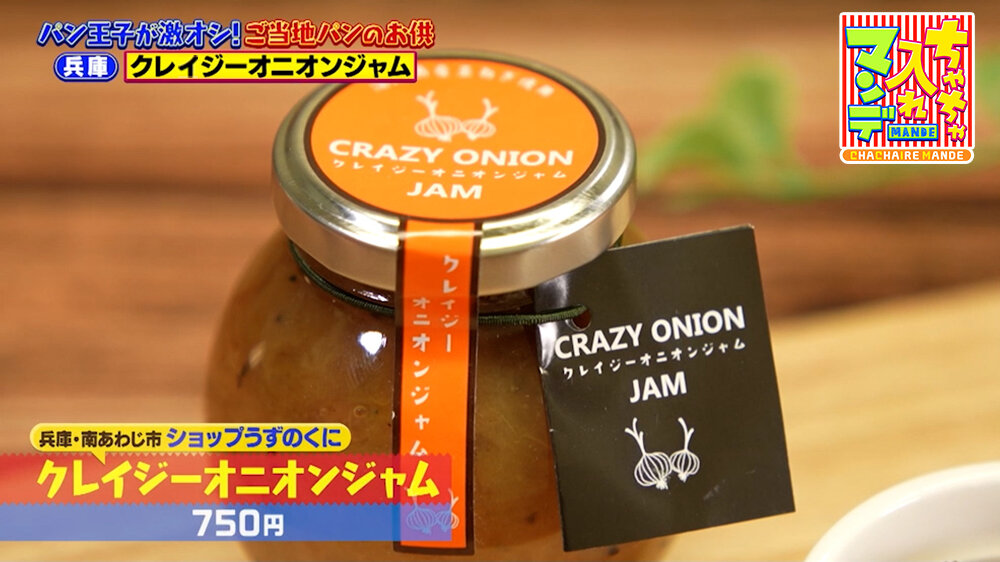 パン王子が激オシ!ご当地パンのお供
兵庫 クレイジーオニオンジャム
ちゃちゃ
入れ
マンデ
MANDE
CHACHAIRE MANDE
CRAZY ONION
クレイジーオニオンジャム
JAM
クレイジー
オニオンジャム
CRAZY ONION
クレイジーオニオンジャム
JAM
兵庫・南あわじ市 ショップうずのくに
クレイジーオニオンジャム
750円